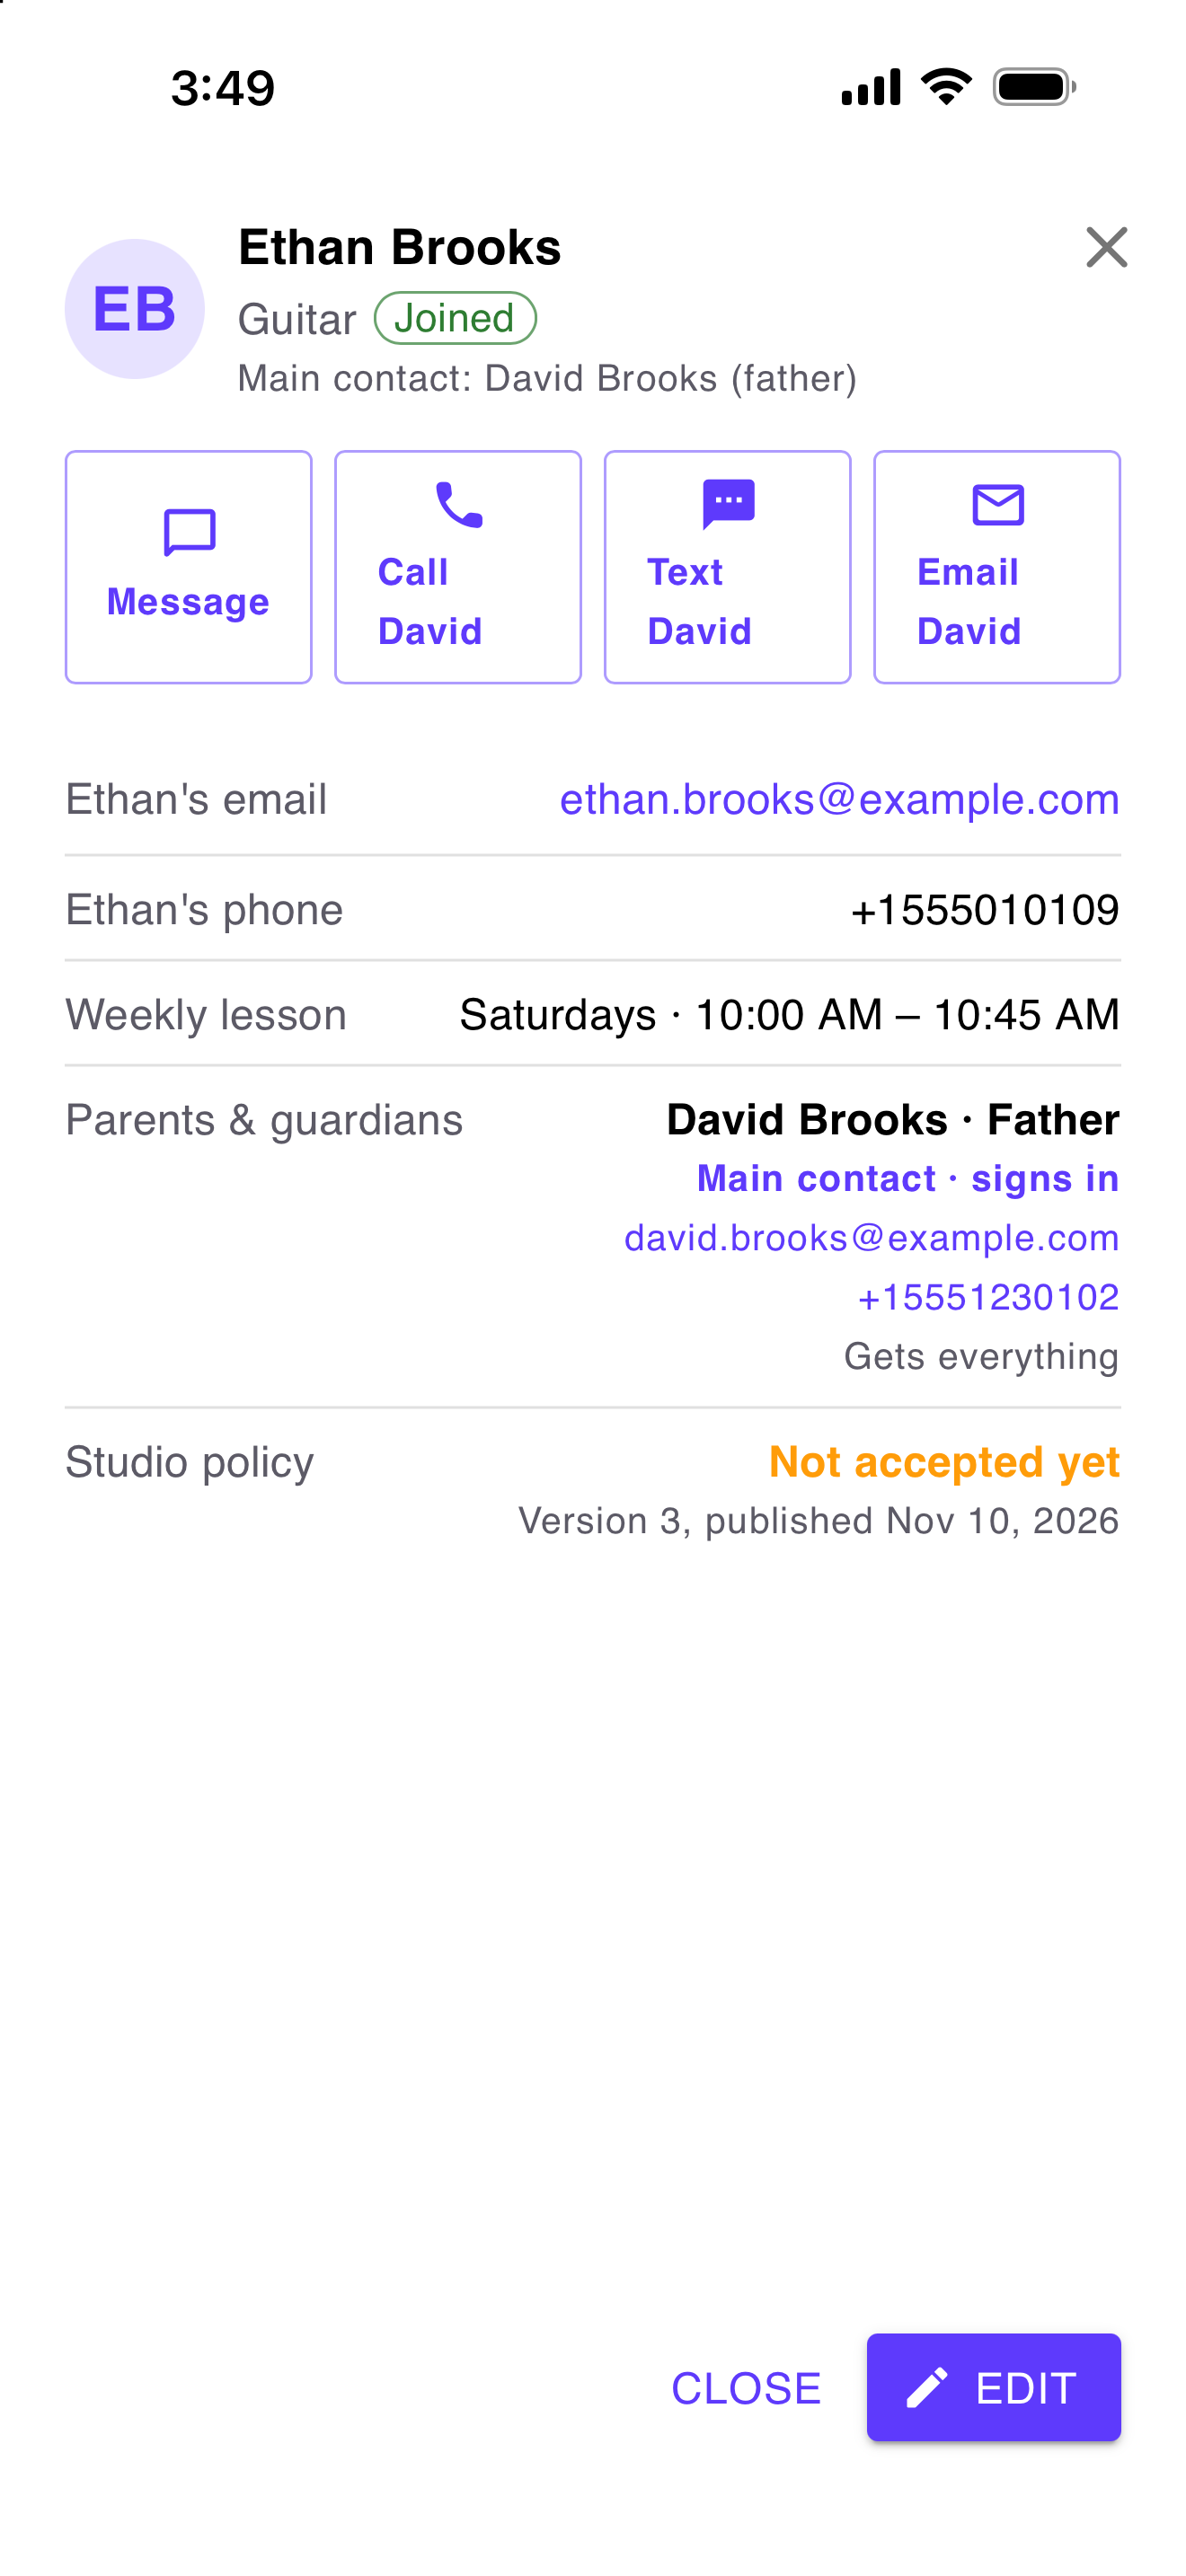 3:49
Ethan Brooks
EB
Guitar Joined
Main contact: David Brooks (father)
Message
Call David
Text David
Email David
Ethan's email ethan.brooks@example.com
Ethan's phone +1555010109
Weekly lesson Saturdays · 10:00 AM – 10:45 AM
Parents & guardians David Brooks · Father
Main contact · signs in
david.brooks@example.com
+15551230102
Gets everything
Studio policy Not accepted yet
Version 3, published Nov 10, 2026
CLOSE EDIT